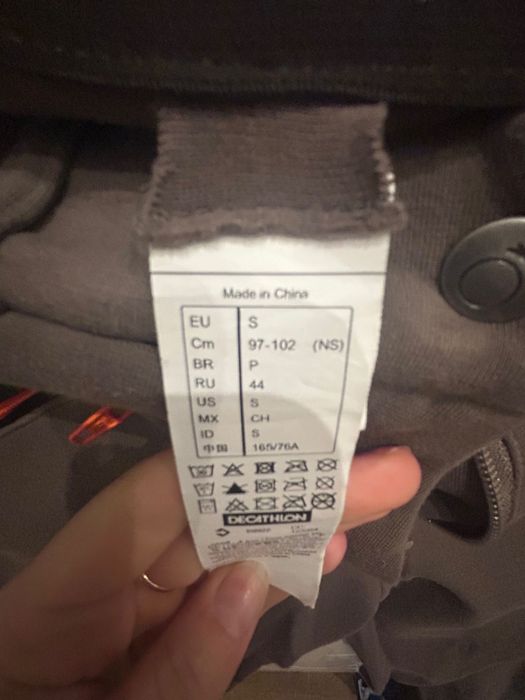 Made in China
EU S
Cm 97-102 (NS)
BR P
RU 44
US S
MX CH
ID S
中国 165/76A
DECATHLON